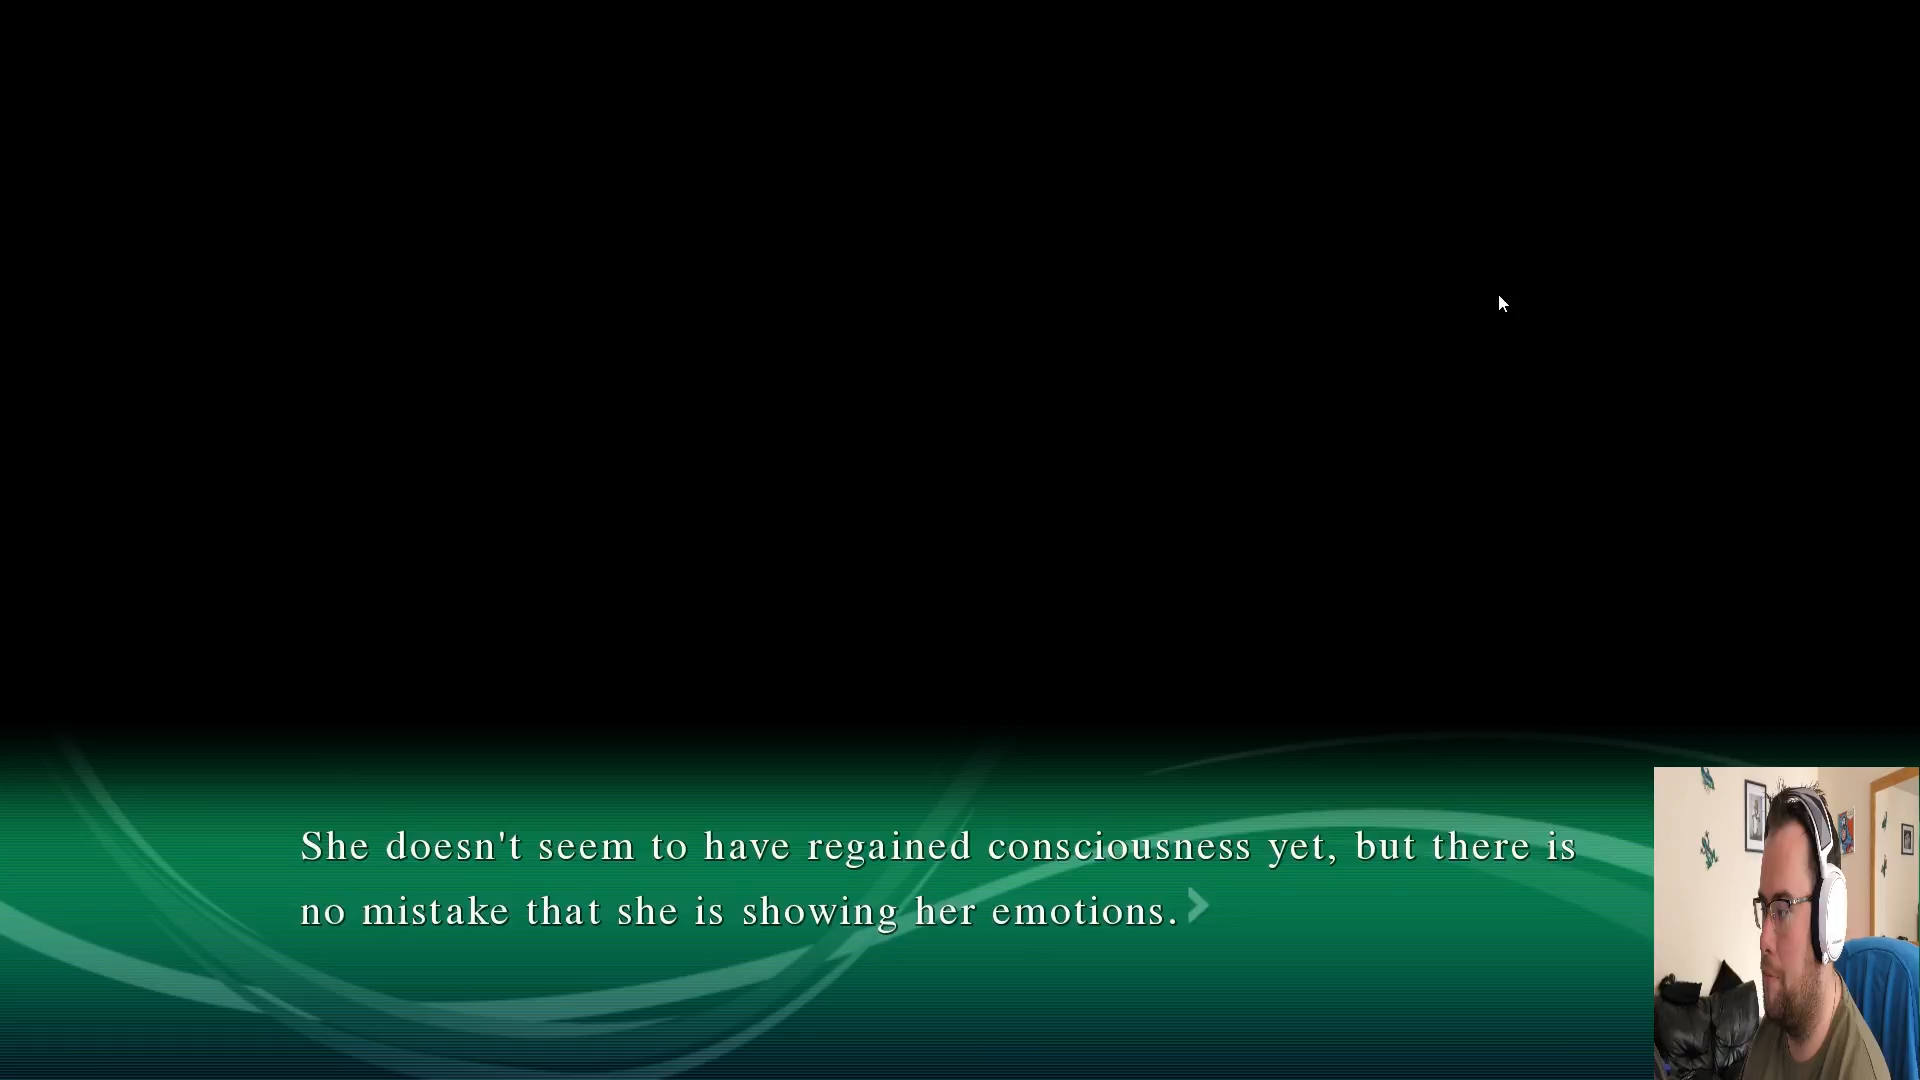 She doesn't seem to have regained consciousness yet, but there is
no mistake that she is showing her emotions.